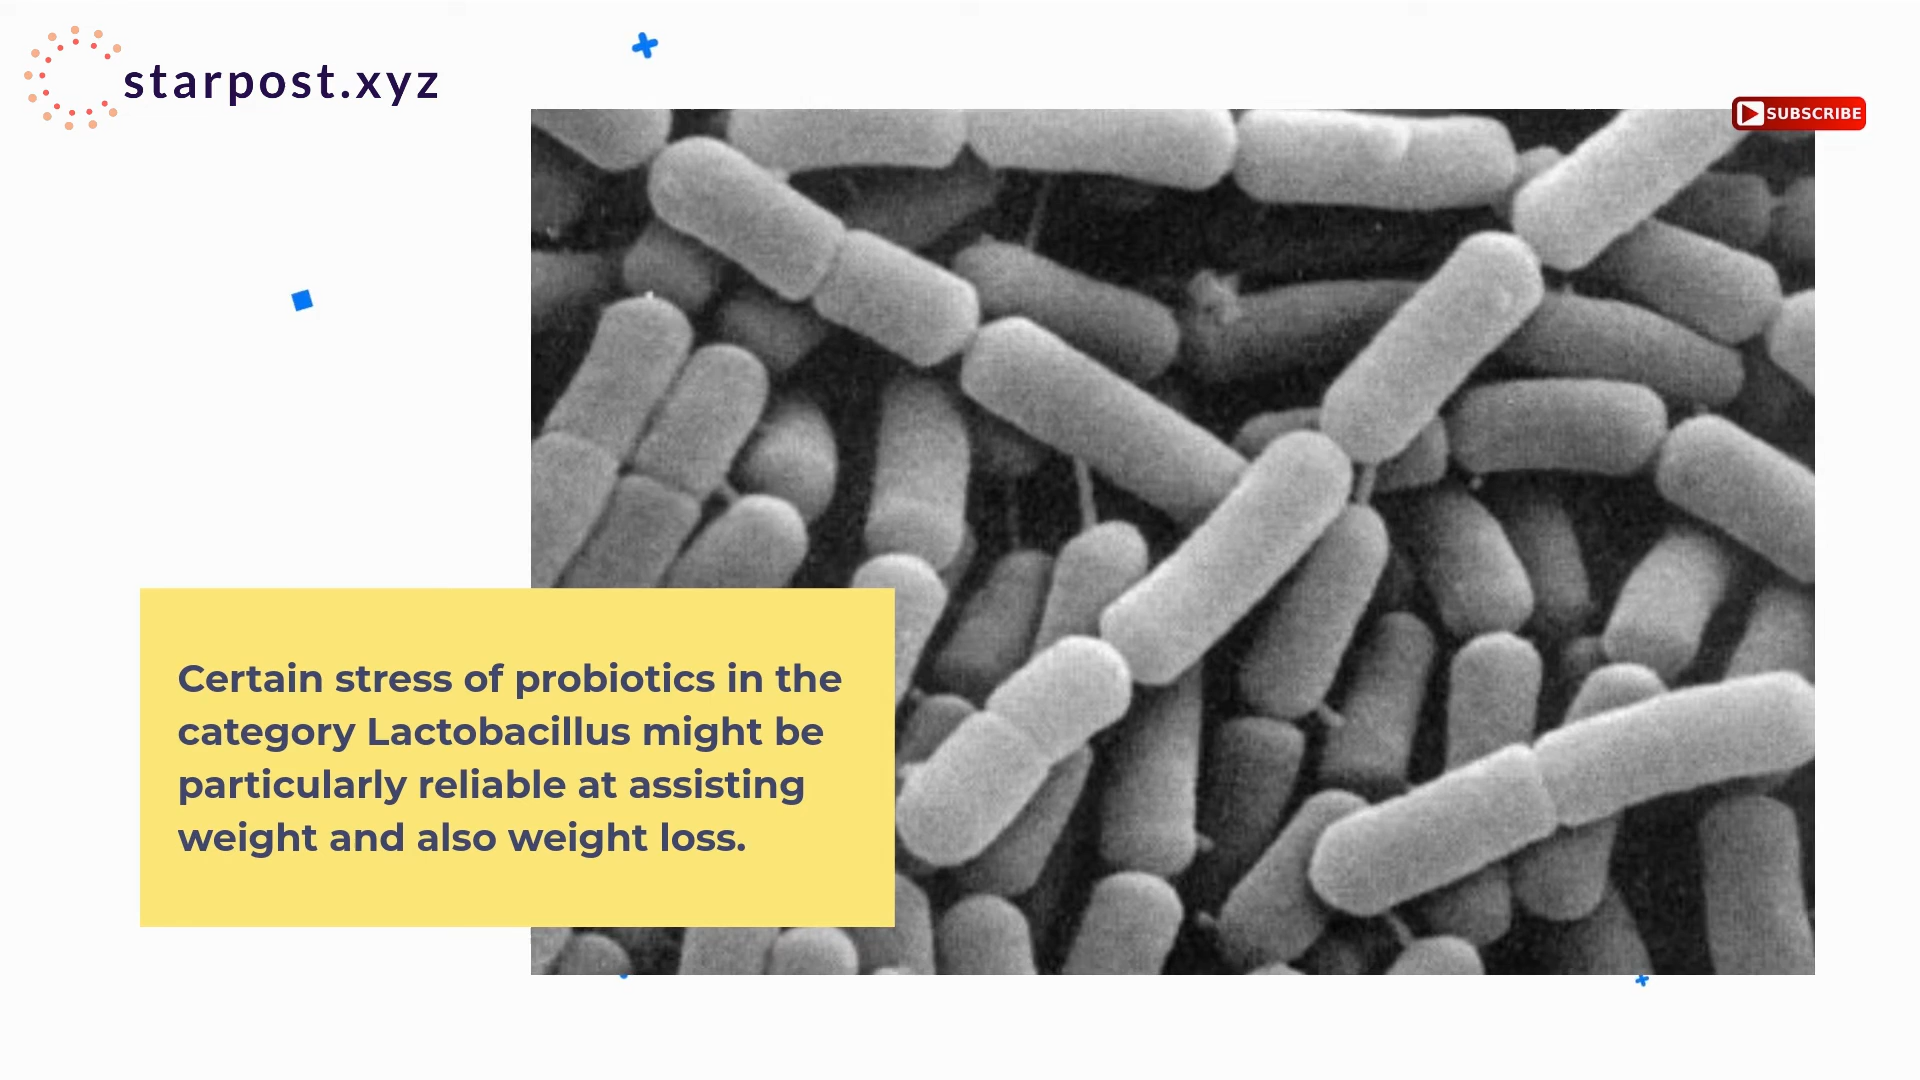 starpost.xyz
SUBSCRIBE
Certain stress of probiotics in the
category Lactobacillus might be
particularly reliable at assisting
weight and also weight loss.